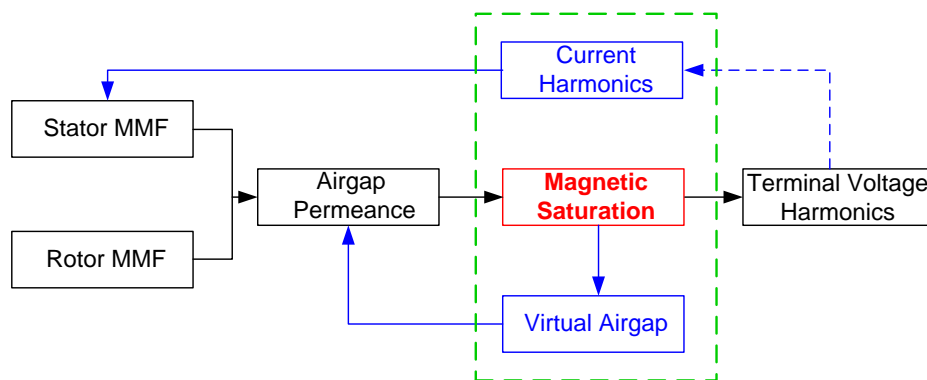 Current
Harmonics
Stator MMF
Airgap
Permeance
Magnetic
Saturation
Terminal Voltage
Harmonics
Rotor MMF
Virtual Airgap